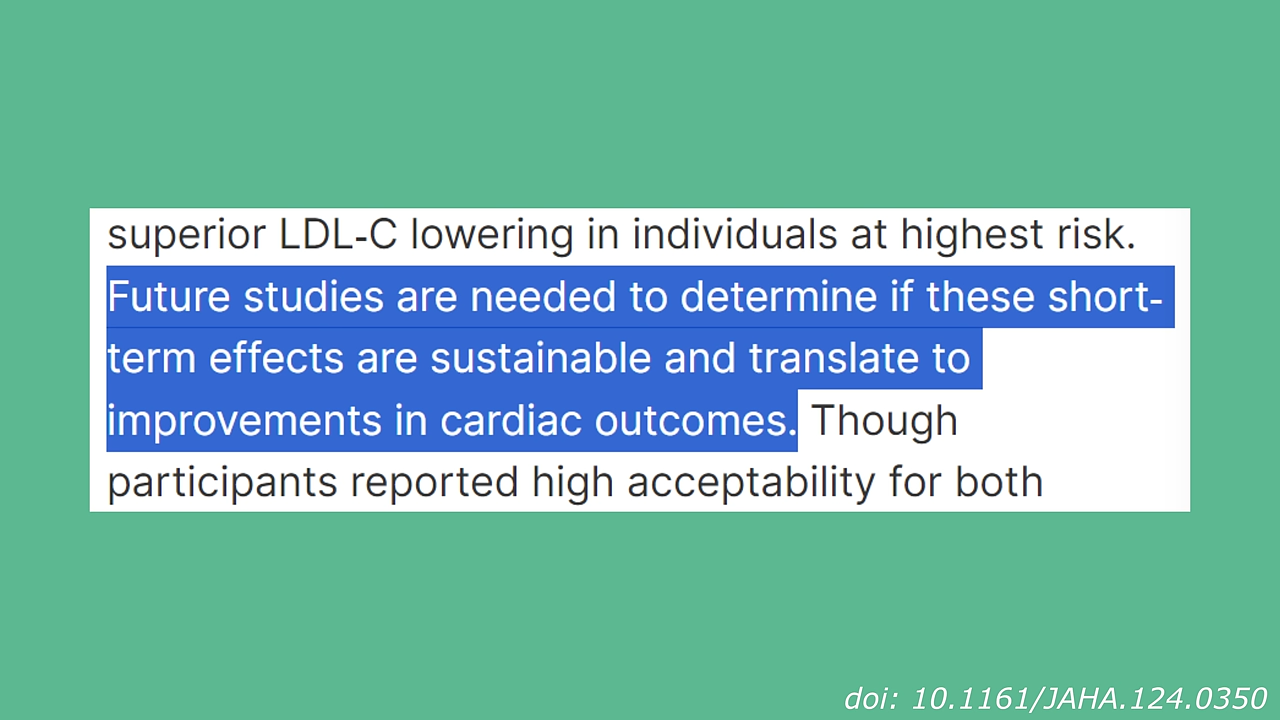 superior LDL-C lowering in individuals at highest risk.
Future studies are needed to determine if these short-
term effects are sustainable and translate to
improvements in cardiac outcomes. Though
participants reported high acceptability for both
doi: 10.1161/JAHA.124.0350